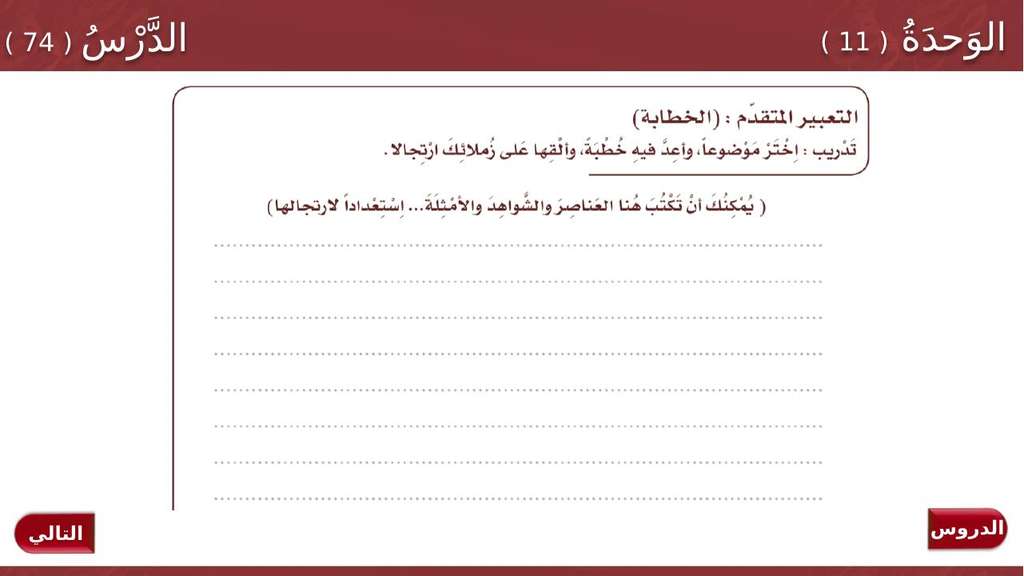 الوَحدَةُ ( 11 )
الدَّرْسُ ( 74 )
التعبير المتقدّم : (الخطابة)
تَدْريب : اِخْتَرْ مَوْضوعاً، وأعِدَّ فيهِ خُطْبَةً، وألْقِها عَلى زُملائِكَ ارْتِجالا .
( يُمْكِنُكَ أنْ تَكْتُبَ هُنا العَناصِرَ والشَّواهِدَ والأمْثِلَةَ... اِسْتِعْداداً لارتجالها)
الدروس
التالي